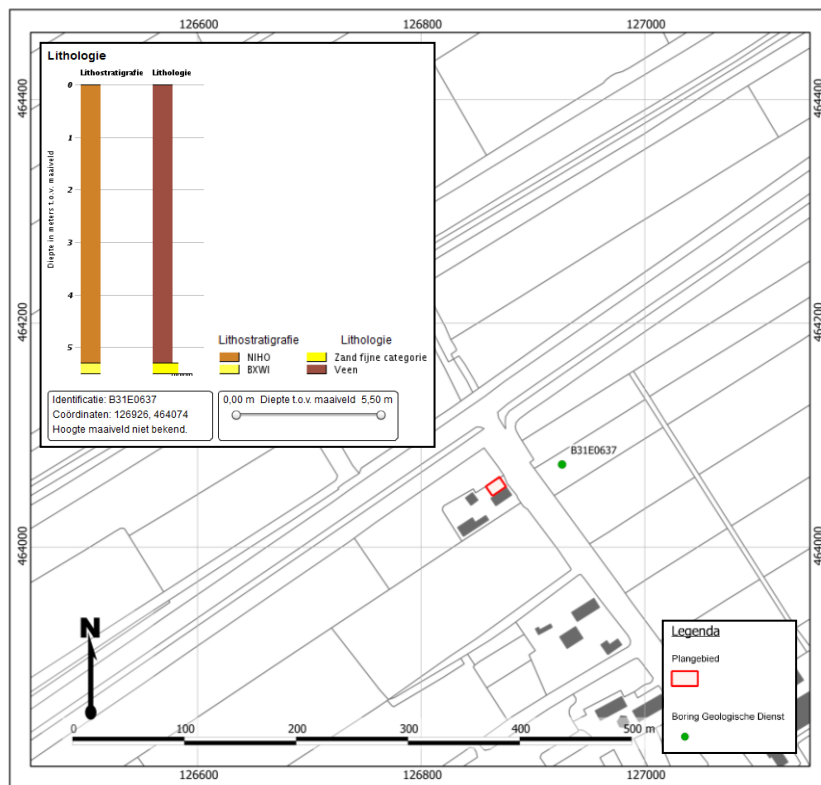 126600 126800 127000
464400
464400
464200
464200
464000
464000
Lithologie
Lithostratigrafie Lithologie
0
1
2
3
4
5
Diepte in meters t.o.v. maaiveld
Lithostratigrafie Lithologie
NIHO Zand fijne categorie
BXWI Veen
Identificatie: B31E0637
Coördinaten: 126926, 464074
Hoogte maaiveld niet bekend.
0,00 m Diepte t.o.v. maaiveld 5,50 m
B31E0637
N
0 100 200 300 400 500 m
Legenda
Plangebied
Boring Geologische Dienst
126600 126800 127000